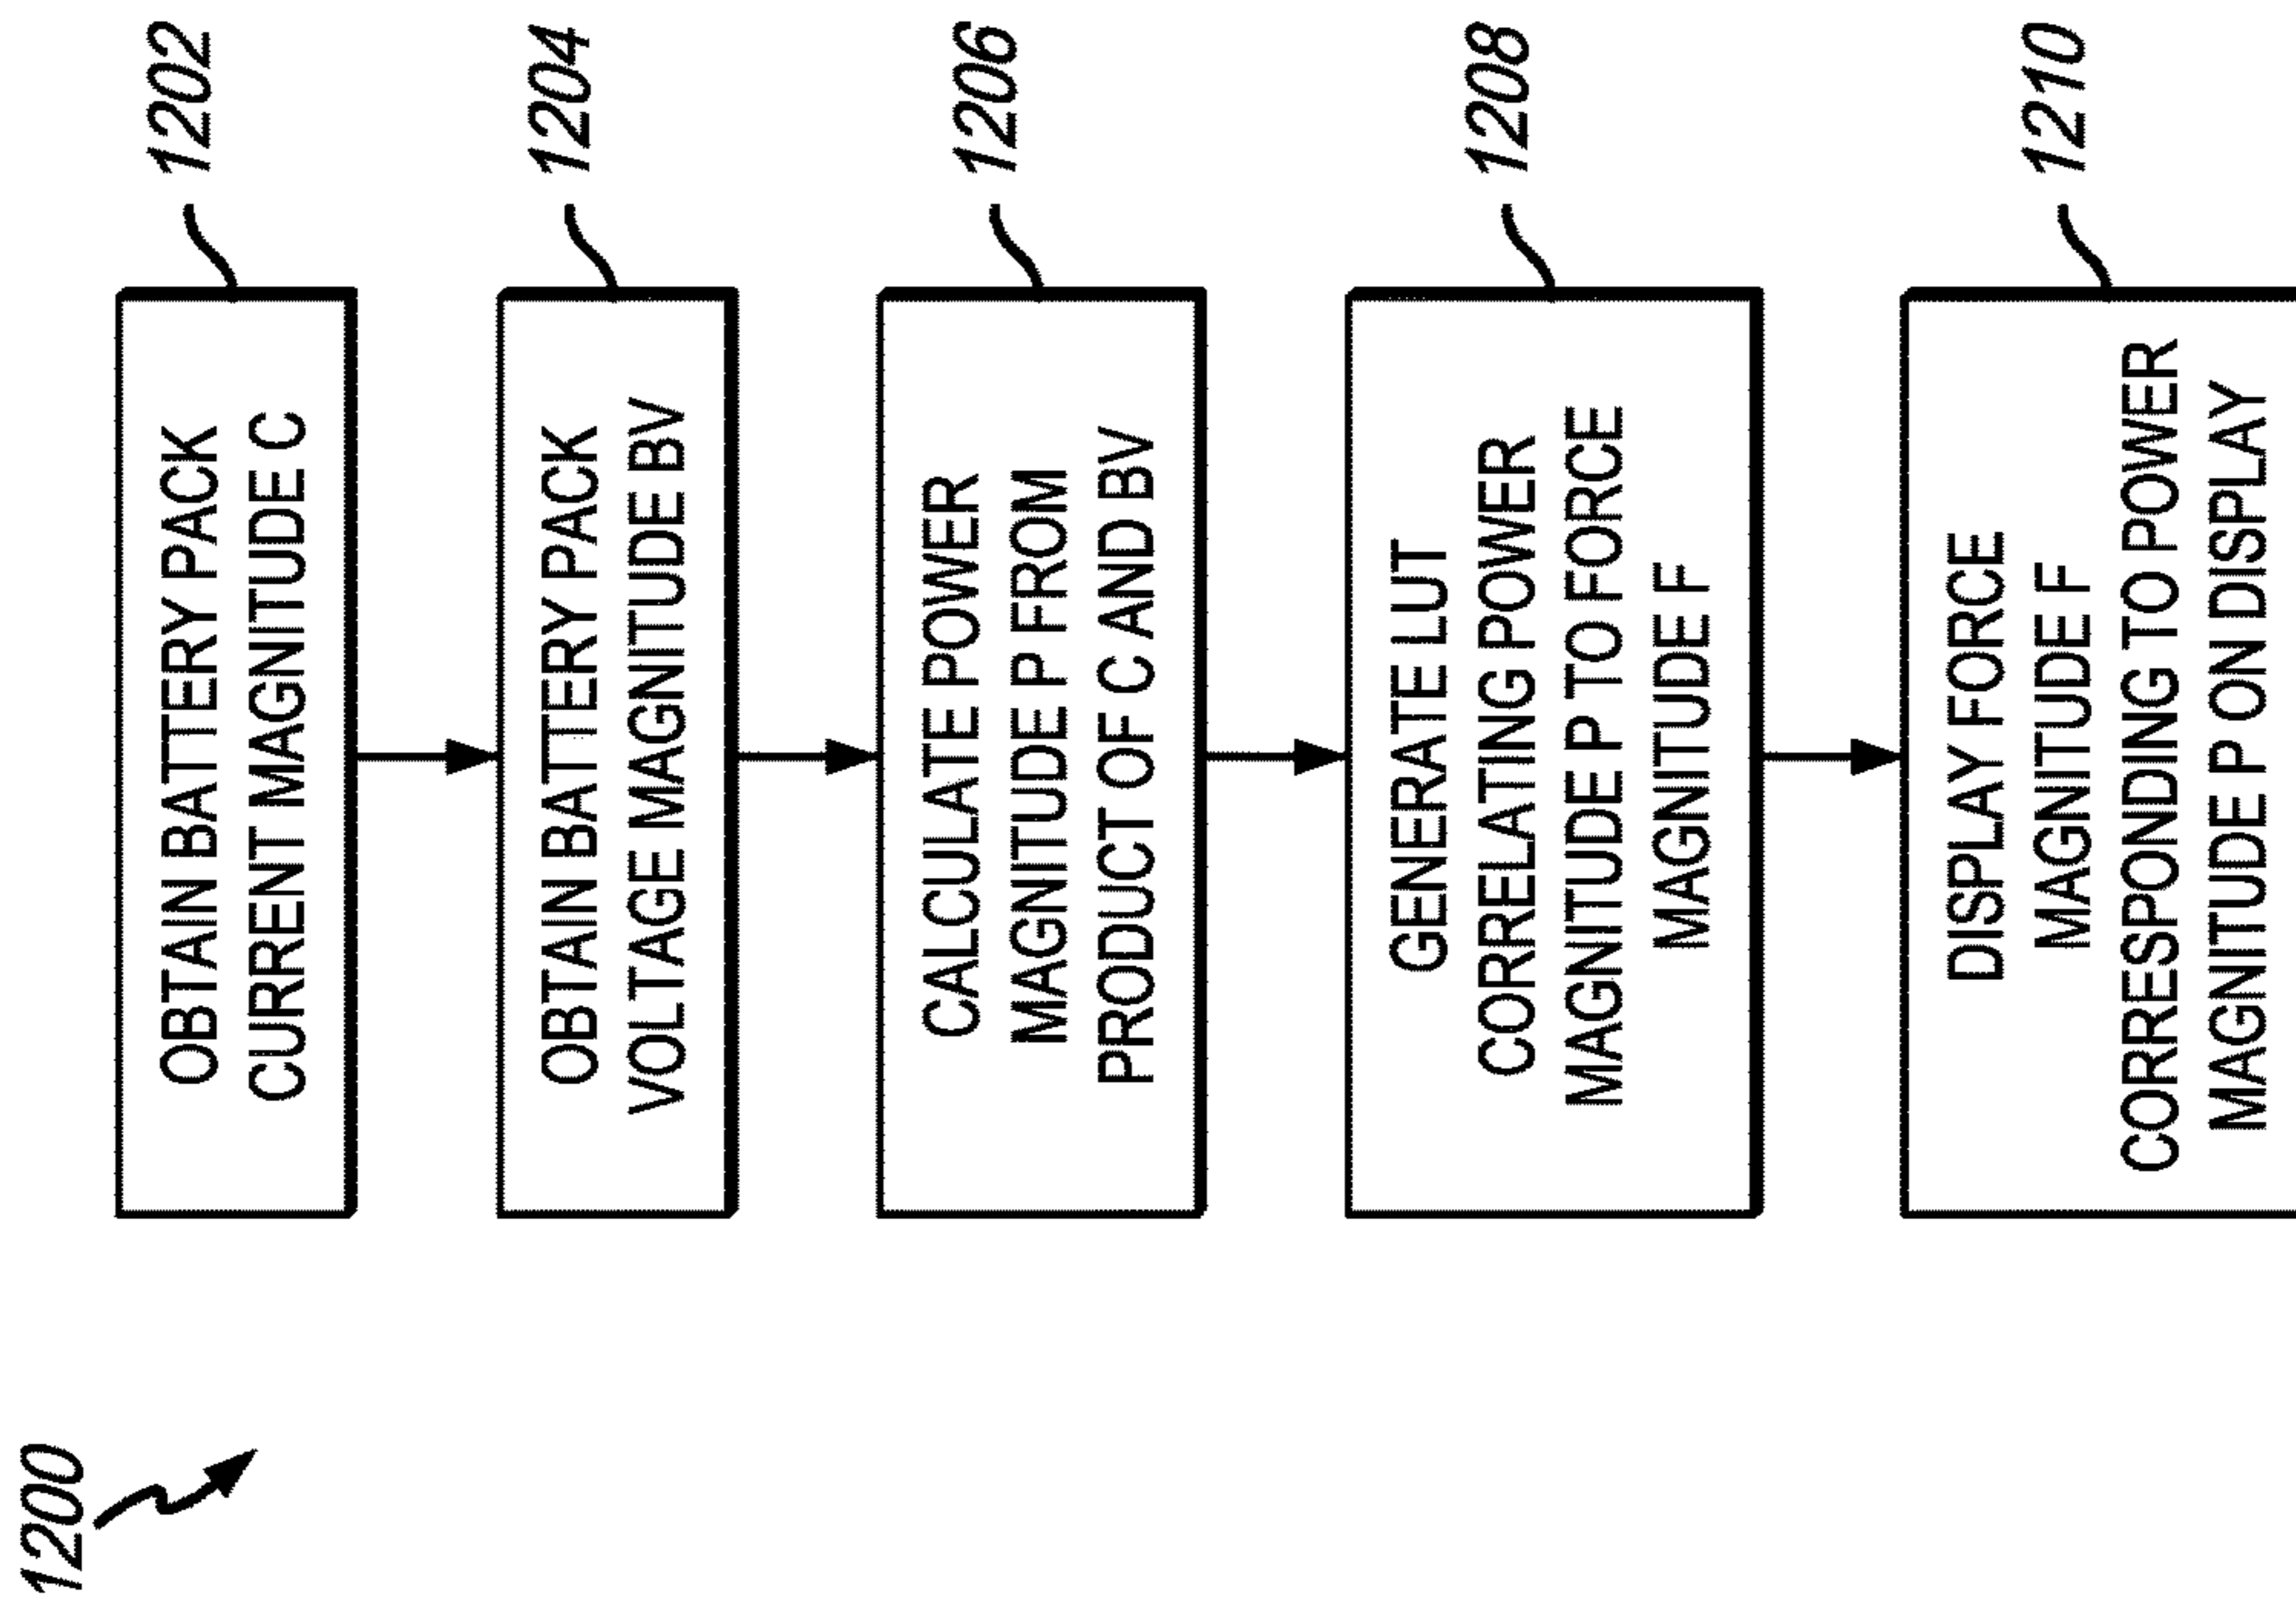 1200
OBTAIN BATTERY PACK
CURRENT MAGNITUDE C
1202
OBTAIN BATTERY PACK
VOLTAGE MAGNITUDE BV
1204
CALCULATE POWER
MAGNITUDE P FROM
PRODUCT OF C AND BV
1206
GENERATE LUT
CORRELATING POWER
MAGNITUDE P TO FORCE
MAGNITUDE F
1208
DISPLAY FORCE
MAGNITUDE F
CORRESPONDING TO POWER
MAGNITUDE P ON DISPLAY
1210